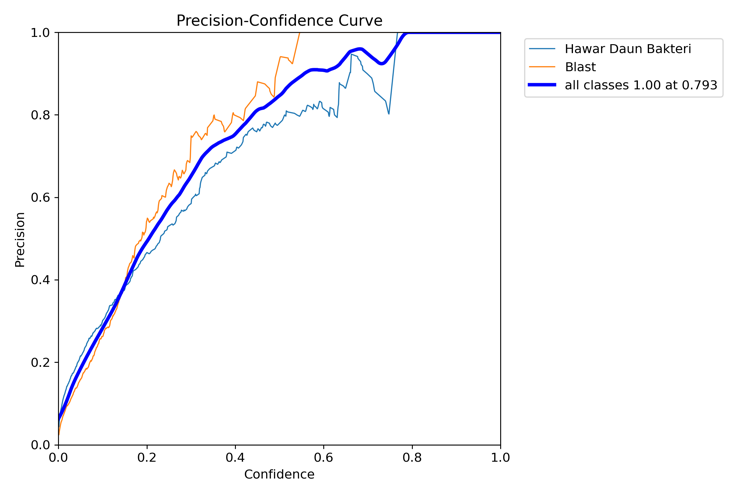 Precision-Confidence Curve
1.0
0.8
0.6
0.4
0.2
0.0
Precision
0.0 0.2 0.4 0.6 0.8 1.0
Confidence
Hawar Daun Bakteri
Blast
all classes 1.00 at 0.793